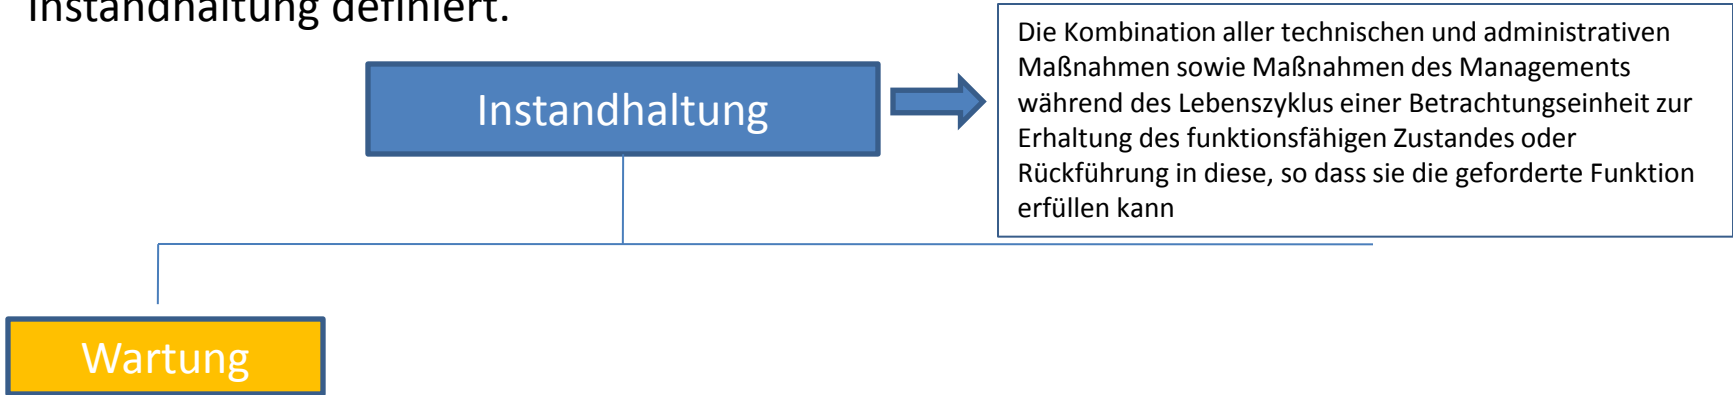 Instandhaltung definiert.
Die Kombination aller technischen und administrativen
Maßnahmen sowie Maßnahmen des Managements
während des Lebenszyklus einer Betrachtungseinheit zur
Erhaltung des funktionsfähigen Zustandes oder
Rückführung in diese, so dass sie die geforderte Funktion
erfüllen kann
Instandhaltung
Wartung